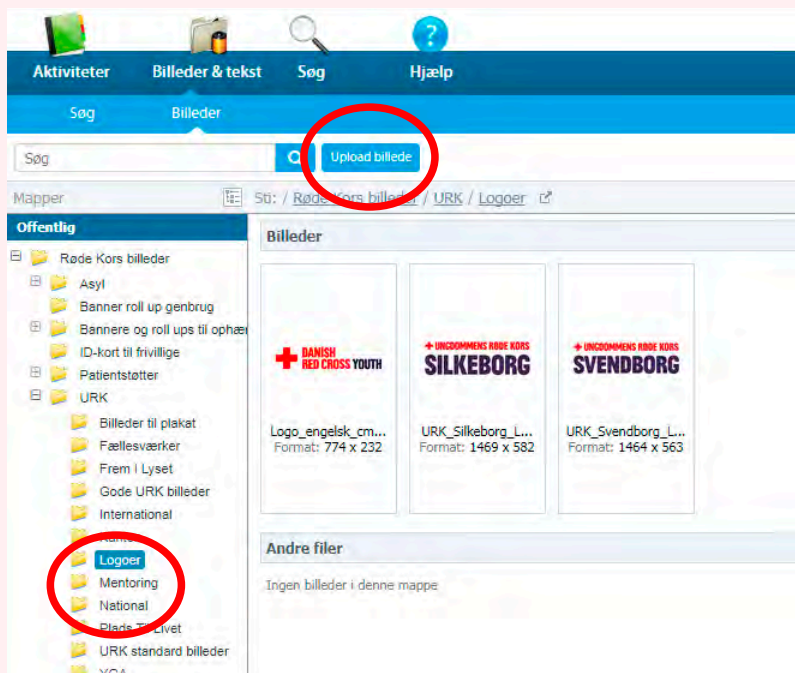 Aktiviteter Billeder & tekst Søg Hjælp
Søg Billeder
Søg Upload billede
Mapper Sti: / Røde Kors billeder / URK / Logoer
Offentlig
Røde Kors billeder
Asyl
Banner roll up genbrug
Bannere og roll ups til ophæ
ID-kort til frivillige
Patientstøtter
URK
Billeder til plakat
Fællesværker
Frem i Lyset
Gode URK billeder
International
Logoer
Mentoring
National
Plads Til Livet
URK standard billeder
Billeder
DANISH
RED CROSS YOUTH
Logo_engelsk_cm...
Format: 774 x 232
UNGDOMMENS RØDE KORS
SILKEBORG
URK_Silkeborg_L...
Format: 1469 x 582
UNGDOMMENS RØDE KORS
SVENDBORG
URK_Svendborg_L...
Format: 1464 x 563
Andre filer
Ingen billeder i denne mappe